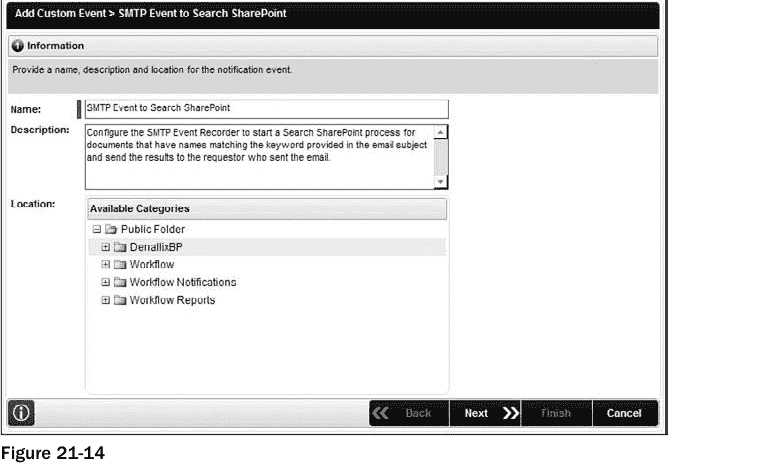 Add Custom Event > SMTP Event to Search SharePoint
Information
Provide a name, description and location for the notification event.
Name:
SMTP Event to Search SharePoint
Description:
Configure the SMTP Event Recorder to start a Search SharePoint process for
documents that have names matching the keyword provided in the email subject
and send the results to the requestor who sent the email.
Location:
Available Categories
Public Folder
DenallixBP
Workflow
Workflow Notifications
Workflow Reports
Back Next Finish Cancel
Figure 21-14